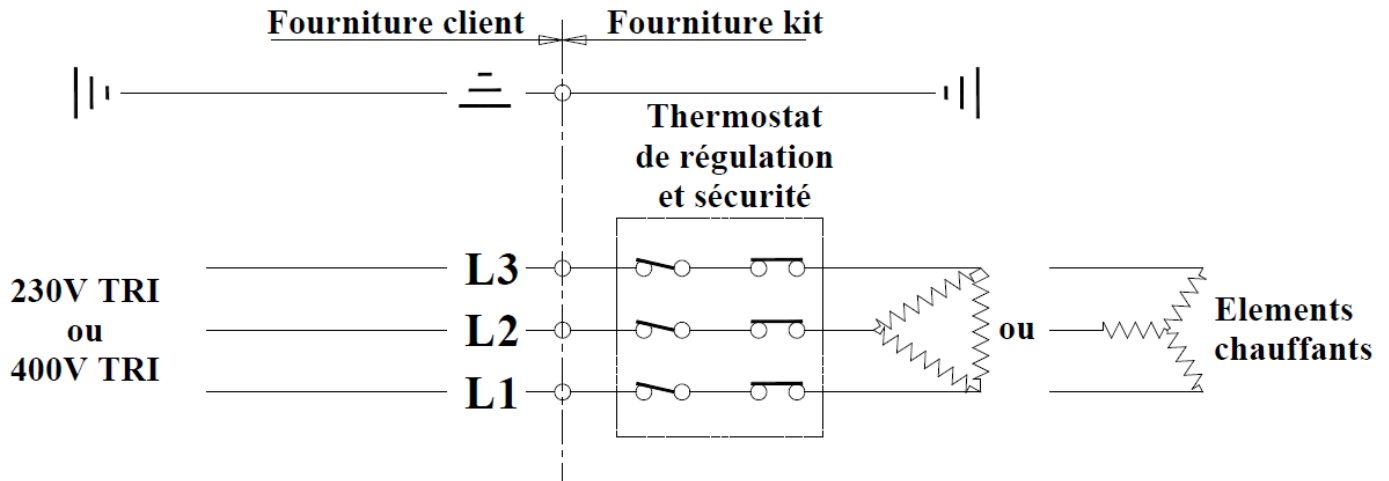 Fourniture client
Fourniture kit
Thermostat
de régulation
et sécurité
L3
230V TRI
ou
400V TRI
L2
L1
ou
Elements
chauffants